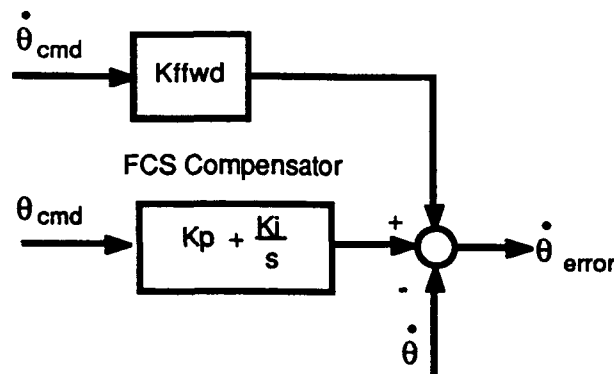 θ̇ cmd
Kffwd
FCS Compensator
θ cmd
Kp + Ki/s
+
θ̇ error
-
θ̇